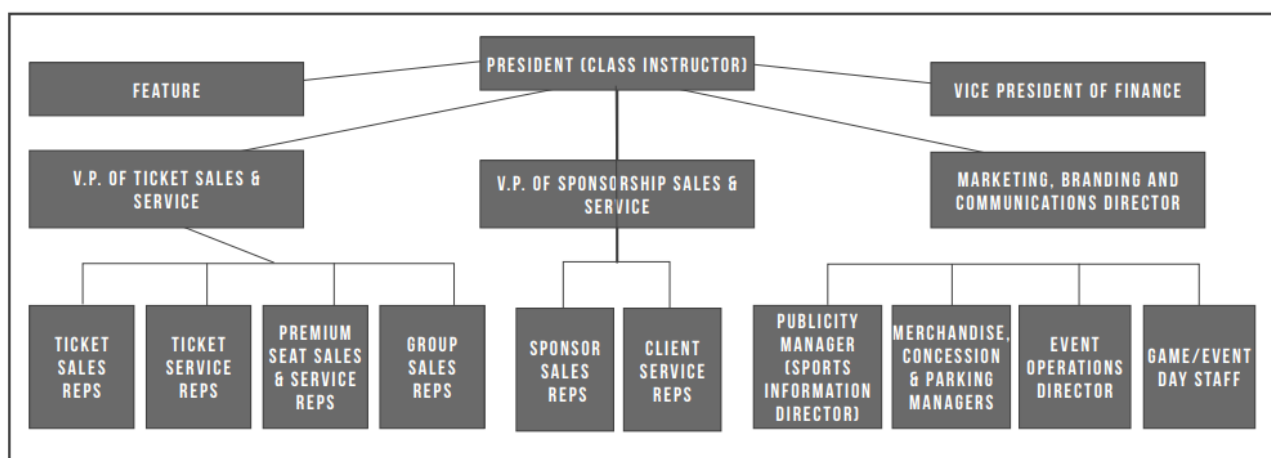 PRESIDENT (CLASS INSTRUCTOR)
FEATURE
VICE PRESIDENT OF FINANCE
V.P. OF TICKET SALES &
SERVICE
V.P. OF SPONSORSHIP SALES &
SERVICE
MARKETING, BRANDING AND
COMMUNICATIONS DIRECTOR
TICKET
SALES
REPS
TICKET
SERVICE
REPS
PREMIUM
SEAT SALES
& SERVICE
REPS
GROUP
SALES
REPS
SPONSOR
SALES
REPS
CLIENT
SERVICE
REPS
PUBLICITY
MANAGER
(SPORTS
INFORMATION
DIRECTOR)
MERCHANDISE,
CONCESSION
& PARKING
MANAGERS
EVENT
OPERATIONS
DIRECTOR
GAME/EVENT
DAY STAFF